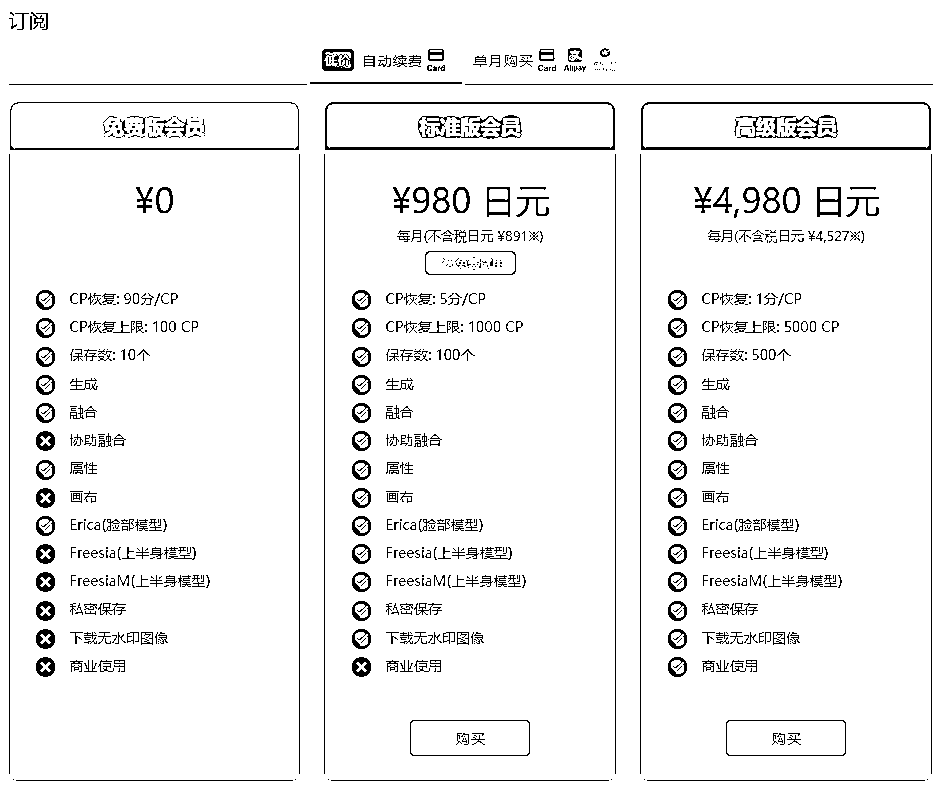 订阅
低价 自动续费 Card 单月购买 Card Alipay
免费版会员
¥0
CP恢复: 90分/CP
CP恢复上限: 100 CP
保存数: 10个
生成
融合
协助融合
属性
画布
Erica(脸部模型)
Freesia(上半身模型)
FreesiaM(上半身模型)
私密保存
下载无水印图像
商业使用
标准版会员
¥980 日元
每月(不含税日元 ¥891※)
CP恢复: 5分/CP
CP恢复上限: 1000 CP
保存数: 100个
生成
融合
协助融合
属性
画布
Erica(脸部模型)
Freesia(上半身模型)
FreesiaM(上半身模型)
私密保存
下载无水印图像
商业使用
购买
高级版会员
¥4,980 日元
每月(不含税日元 ¥4,527※)
CP恢复: 1分/CP
CP恢复上限: 5000 CP
保存数: 500个
生成
融合
协助融合
属性
画布
Erica(脸部模型)
Freesia(上半身模型)
FreesiaM(上半身模型)
私密保存
下载无水印图像
商业使用
购买